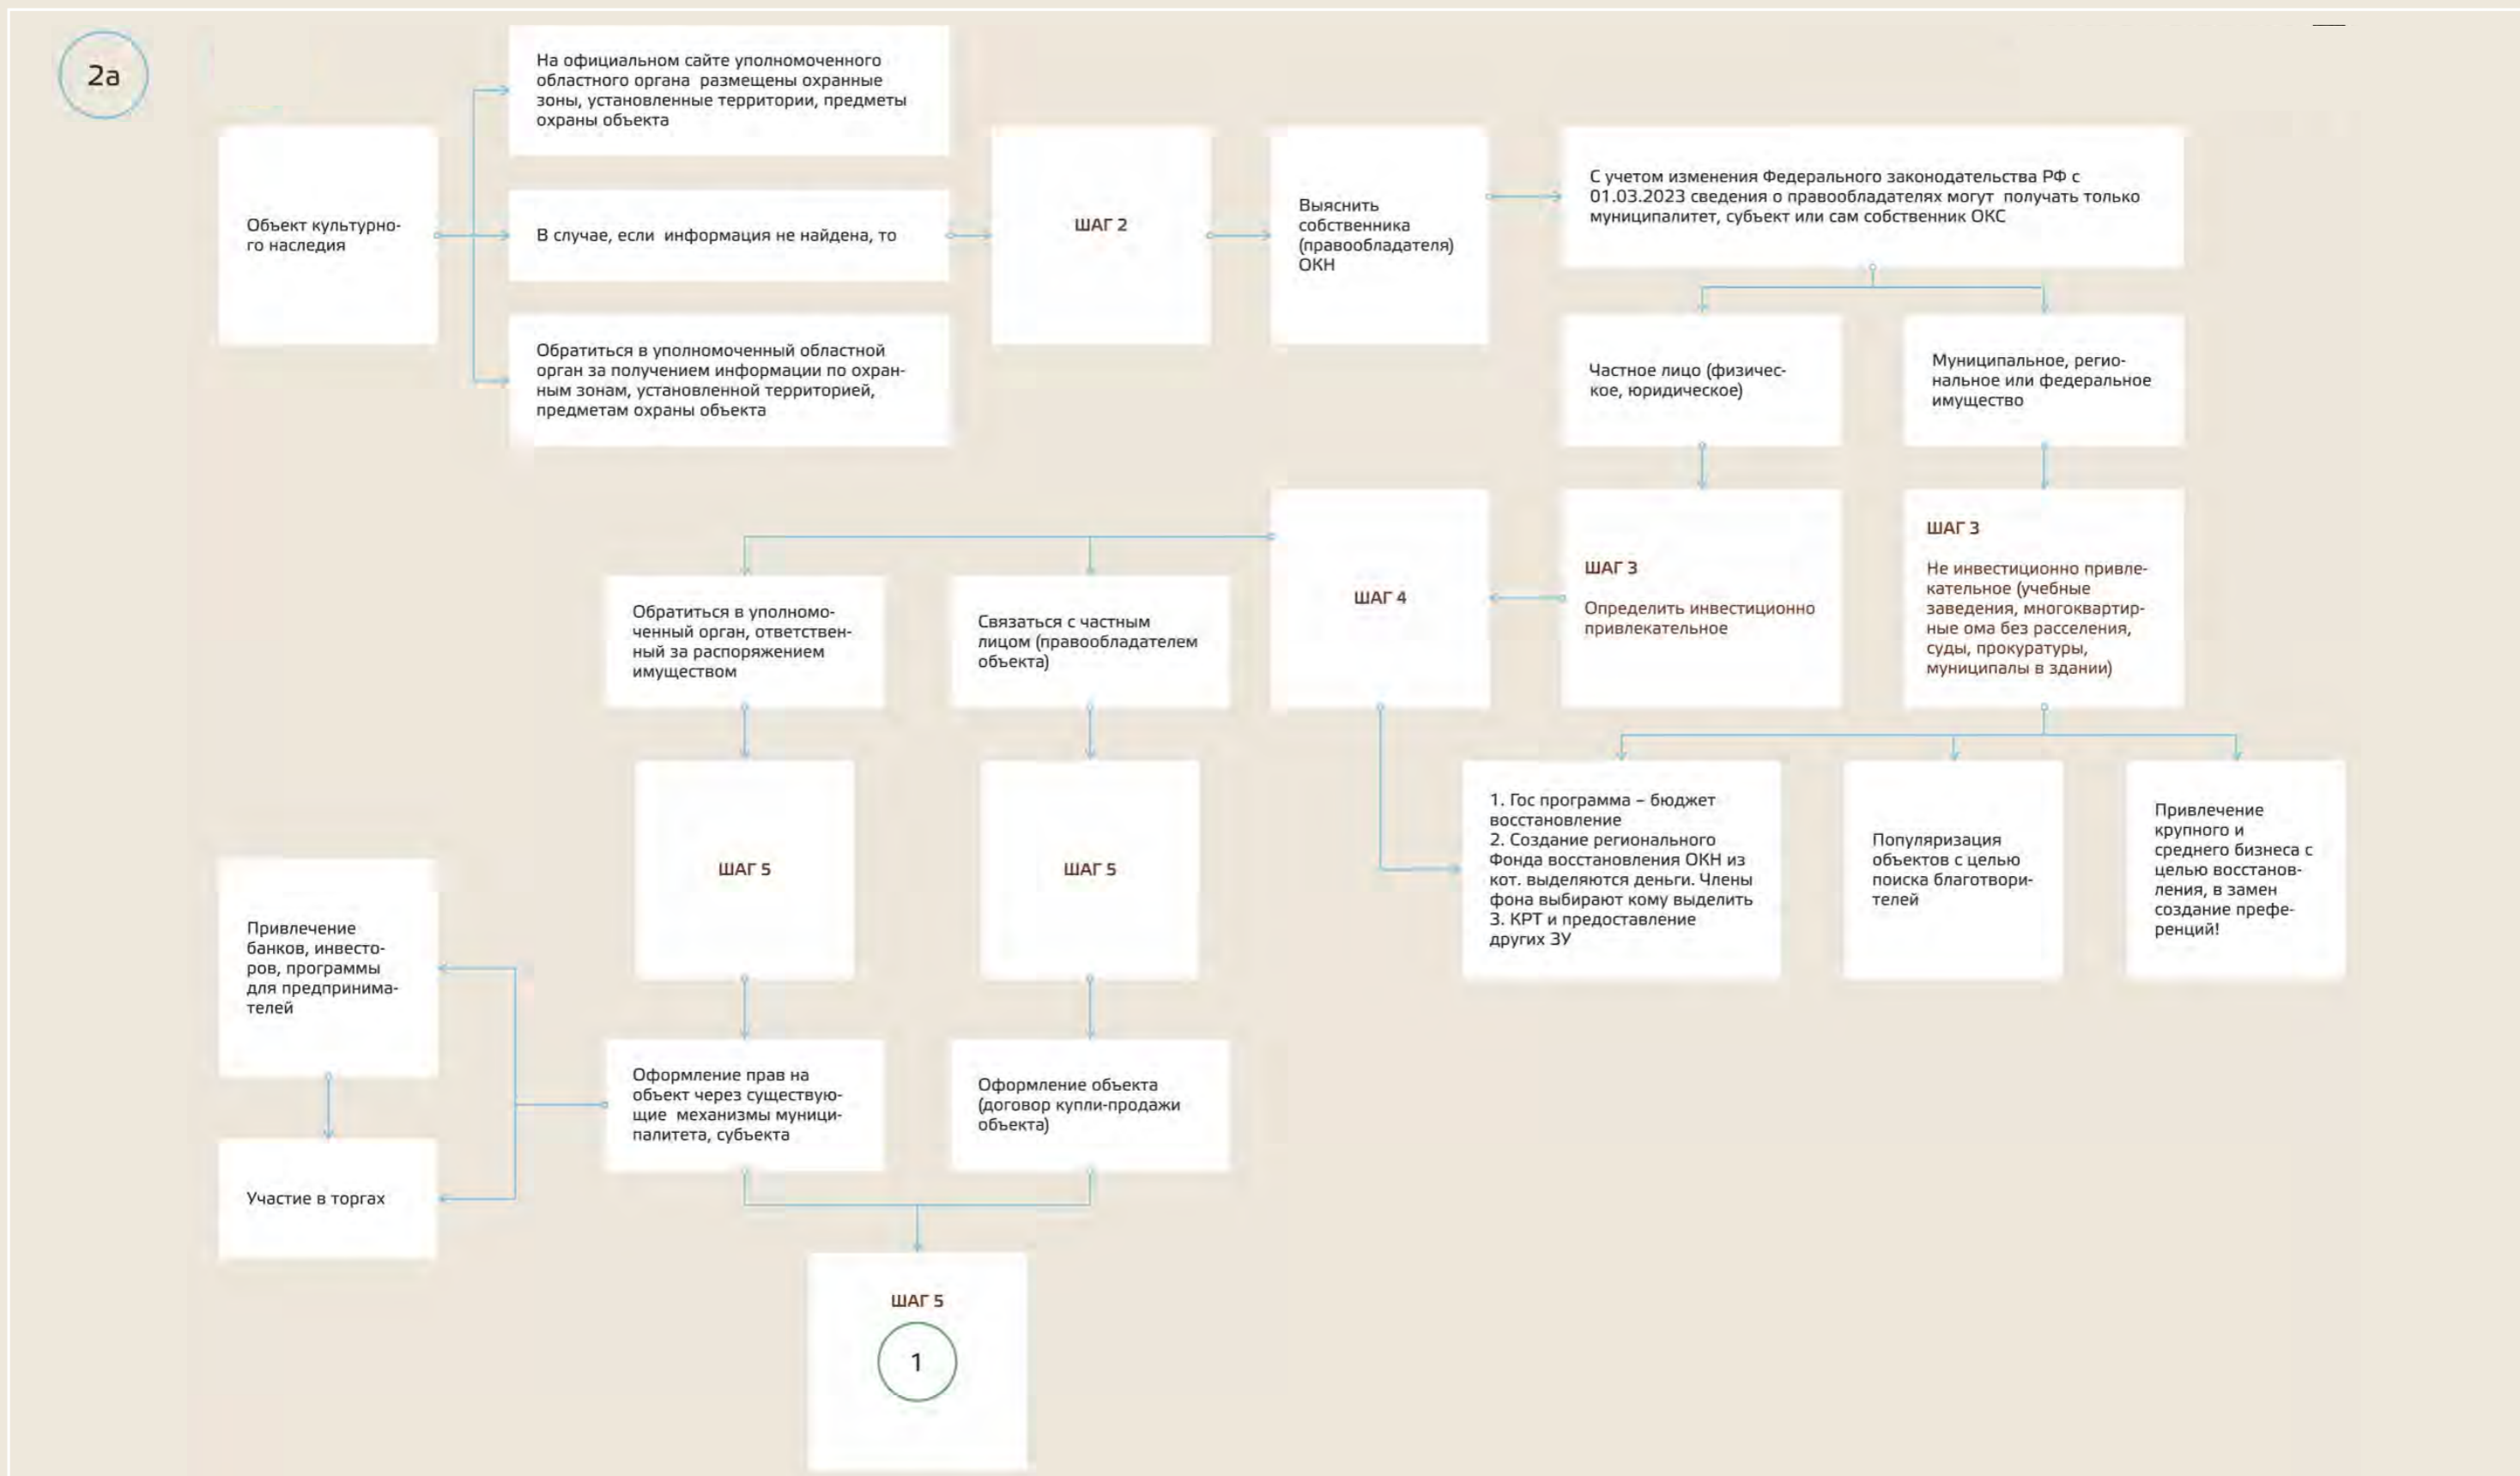 2а
На официальном сайте уполномоченного
областного органа размещены охранные
зоны, установленные территории, предметы
охраны объекта
Объект культурно-
го наследия
В случае, если информация не найдена, то
Обратиться в уполномоченный областной
орган за получением информации по охран-
ным зонам, установленной территорией,
предметам охраны объекта
ШАГ 2
Выяснить
собственника
(правообладателя)
ОКН
С учетом изменения Федерального законодательства РФ с
01.03.2023 сведения о правообладателях могут получать только
муниципалитет, субъект или сам собственник ОКС
Частное лицо (физичес-
кое, юридическое)
Муниципальное, регио-
нальное или федеральное
имущество
ШАГ 3
Определить инвестиционно
привлекательное
ШАГ 3
Не инвестиционно привле-
кательное (учебные
заведения, многоквартир-
ные ома без расселения,
суды, прокуратуры,
муниципалы в здании)
ШАГ 4
Обратиться в уполномо-
ченный орган, ответствен-
ный за распоряжением
имуществом
Связаться с частным
лицом (правообладателем
объекта)
1. Гос программа – бюджет
восстановление
2. Создание регионального
Фонда восстановления ОКН из
кот. выделяются деньги. Члены
фона выбирают кому выделить
3. КРТ и предоставление
других ЗУ
Популяризация
объектов с целью
поиска благотвори-
телей
Привлечение
крупного и
среднего бизнеса с
целью восстанов-
ления, в замен
создание префе-
ренций!
ШАГ 5
ШАГ 5
Привлечение
банков, инвесто-
ров, программы
для предпринима-
телей
Оформление прав на
объект через существую-
щие механизмы муници-
палитета, субъекта
Оформление объекта
(договор купли-продажи
объекта)
Участие в торгах
ШАГ 5
1